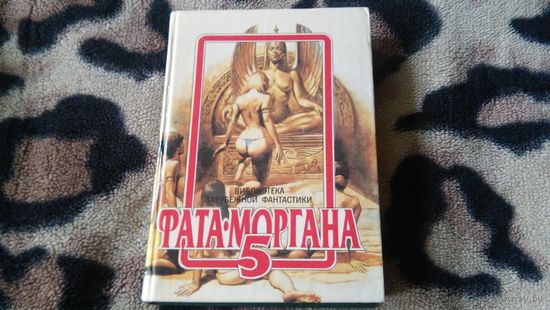 БИБЛИОТЕКА
ЗАРУБЕЖНОЙ ФАНТАСТИКИ
ФАТА·МОРГАНА
5